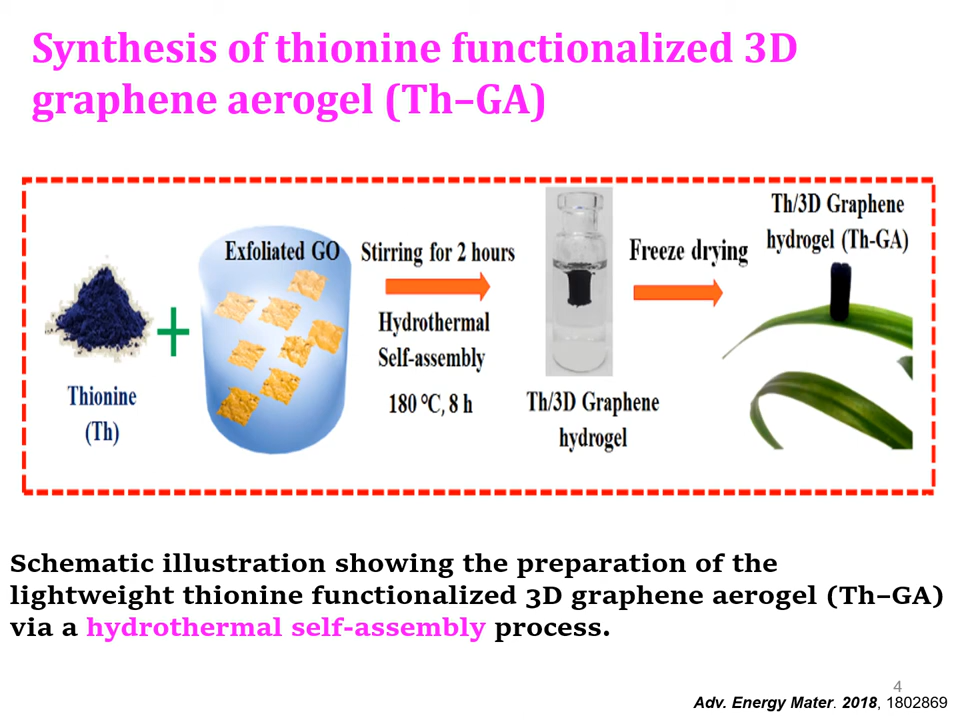 Synthesis of thionine functionalized 3D
graphene aerogel (Th–GA)
Thionine
(Th)
+
Exfoliated GO
Stirring for 2 hours
Hydrothermal
Self-assembly
180 °C, 8 h
Th/3D Graphene
hydrogel
Freeze drying
Th/3D Graphene
hydrogel (Th-GA)
Schematic illustration showing the preparation of the
lightweight thionine functionalized 3D graphene aerogel (Th–GA)
via a hydrothermal self-assembly process.
4
Adv. Energy Mater. 2018, 1802869